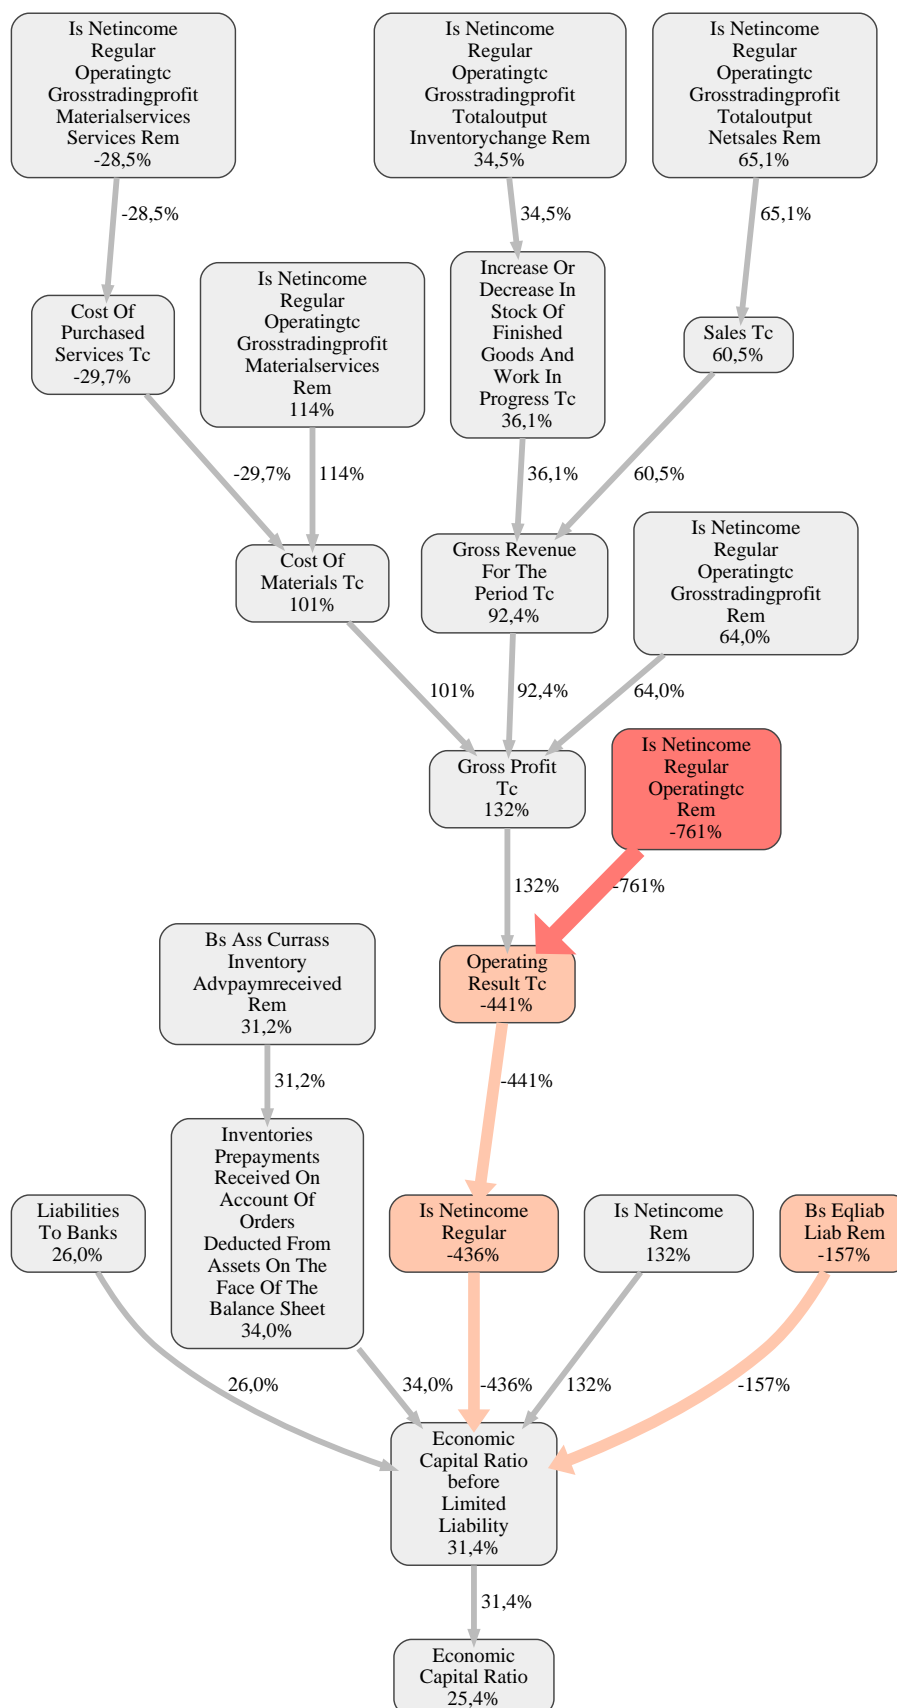 Is Netincome
Regular
Operatingtc
Grosstradingprofit
Materialservices
Services Rem
-28,5%
Is Netincome
Regular
Operatingtc
Grosstradingprofit
Totaloutput
Inventorychange Rem
34,5%
Is Netincome
Regular
Operatingtc
Grosstradingprofit
Totaloutput
Netsales Rem
65,1%
-28,5%
34,5%
65,1%
Cost Of
Purchased
Services Tc
-29,7%
Is Netincome
Regular
Operatingtc
Grosstradingprofit
Materialservices
Rem
114%
Increase Or
Decrease In
Stock Of
Finished
Goods And
Work In
Progress Tc
36,1%
Sales Tc
60,5%
-29,7%
114%
36,1%
60,5%
Cost Of
Materials Tc
101%
Gross Revenue
For The
Period Tc
92,4%
Is Netincome
Regular
Operatingtc
Grosstradingprofit
Rem
64,0%
101%
92,4%
64,0%
Gross Profit
Tc
132%
Is Netincome
Regular
Operatingtc
Rem
-761%
132%
-761%
Bs Ass Currass
Inventory
Advpaymreceived
Rem
31,2%
Operating
Result Tc
-441%
31,2%
-441%
Liabilities
To Banks
26,0%
Inventories
Prepayments
Received On
Account Of
Orders
Deducted From
Assets On The
Face Of The
Balance Sheet
34,0%
Is Netincome
Regular
-436%
Is Netincome
Rem
132%
Bs Eqliab
Liab Rem
-157%
26,0%
34,0%
-436%
132%
-157%
Economic
Capital Ratio
before
Limited
Liability
31,4%
31,4%
Economic
Capital Ratio
25,4%